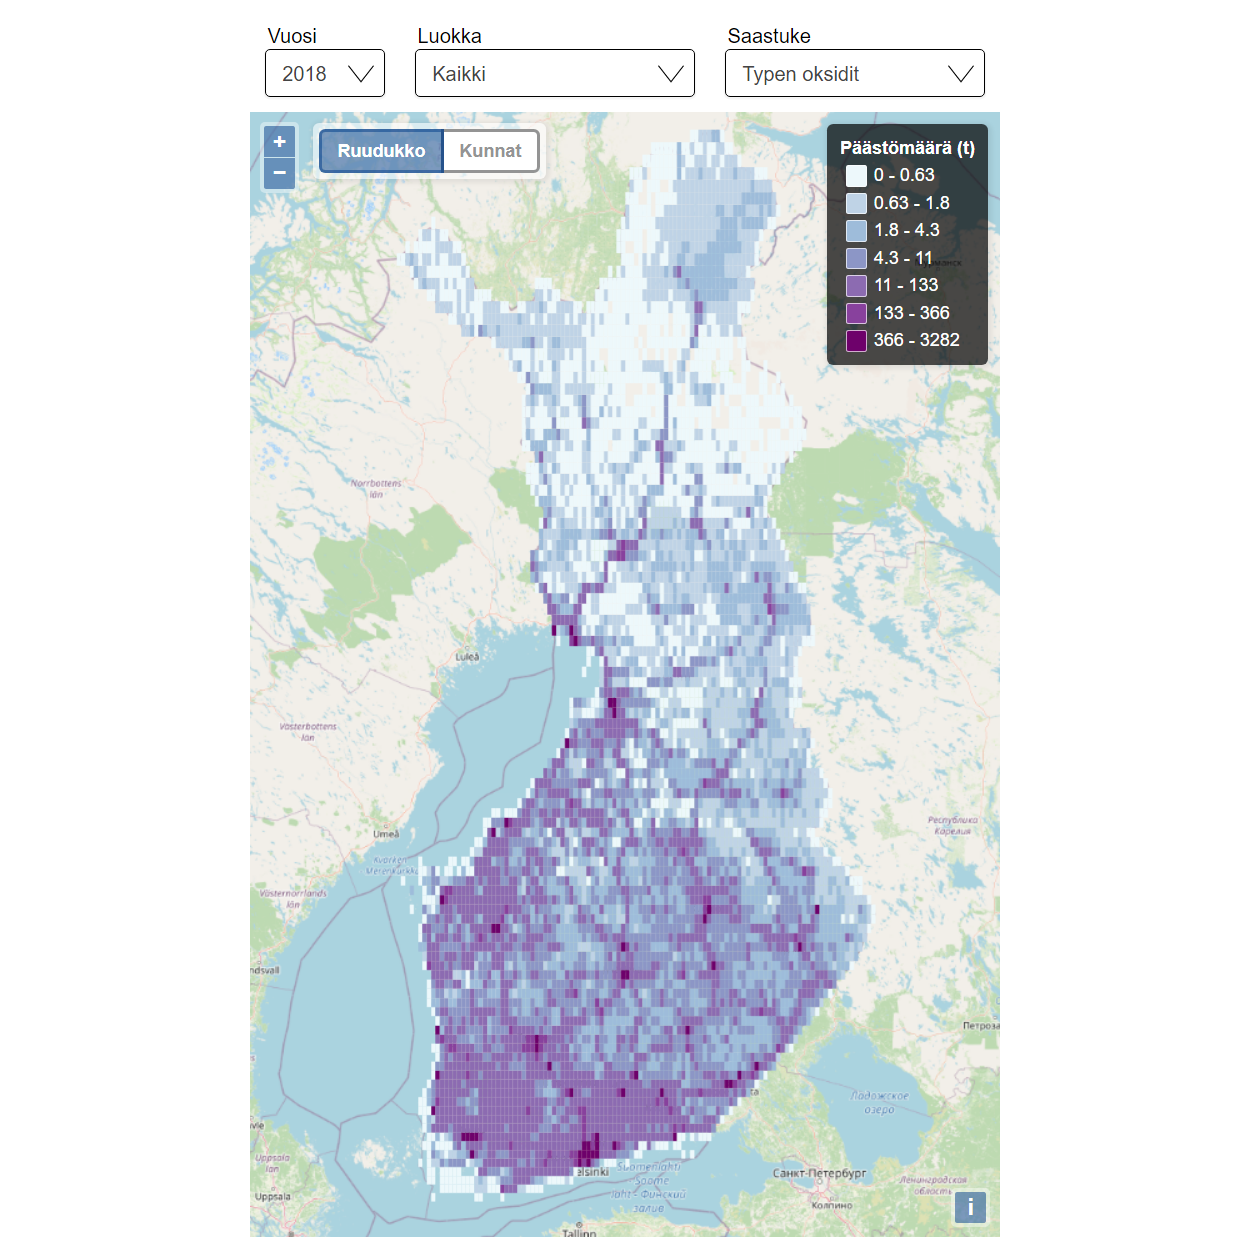 Vuosi
Luokka
Saastuke
2018
Kaikki
Typen oksidit
+
−
Ruudukko
Kunnat
Päästömäärä (t)
0 - 0.63
0.63 - 1.8
1.8 - 4.3
4.3 - 11
11 - 133
133 - 366
366 - 3282
Norrbottens
län
Luleå
Västerbottens
län
Umeå
Kvarken
Merenkurkku
Västernorrlands
län
ndsvall
Республика
Карелия
Петроза
Ладожское
озеро
vle
Uppsala
län
Uppsala
elsinki
Suomenlahti
Soome
laht - Финский
залив
Tallinn
Санкт-Петербург
Колпино
Ленинградская
область
i